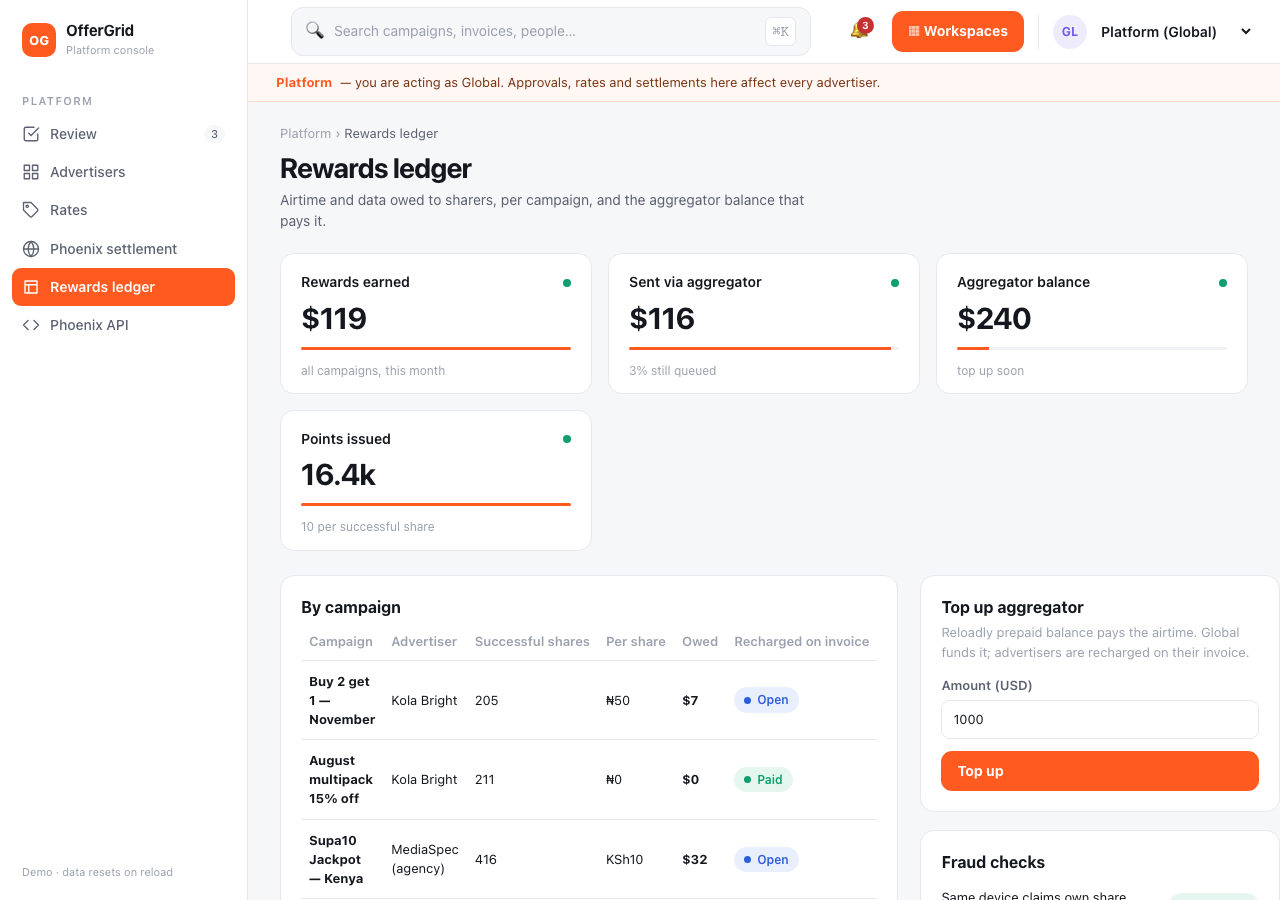 OG
OfferGrid
Platform console
PLATFORM
Review 3
Advertisers
Rates
Phoenix settlement
Rewards ledger
Phoenix API
Demo · data resets on reload
Search campaigns, invoices, people... ⌘K
3
Workspaces
GL
Platform (Global)
Platform — you are acting as Global. Approvals, rates and settlements here affect every advertiser.
Platform › Rewards ledger
Rewards ledger
Airtime and data owed to sharers, per campaign, and the aggregator balance that
pays it.
Rewards earned
$119
all campaigns, this month
Sent via aggregator
$116
3% still queued
Aggregator balance
$240
top up soon
Points issued
16.4k
10 per successful share
By campaign
Campaign Advertiser Successful shares Per share Owed Recharged on invoice
Buy 2 get
1 —
November
Kola Bright 205 ₦50 $7 Open
August
multipack
15% off
Kola Bright 211 ₦0 $0 Paid
Supa10
Jackpot
— Kenya
MediaSpec
(agency)
416 KSh10 $32 Open
Top up aggregator
Reloadly prepaid balance pays the airtime. Global
funds it; advertisers are recharged on their invoice.
Amount (USD)
1000
Top up
Fraud checks
Same device claims own share